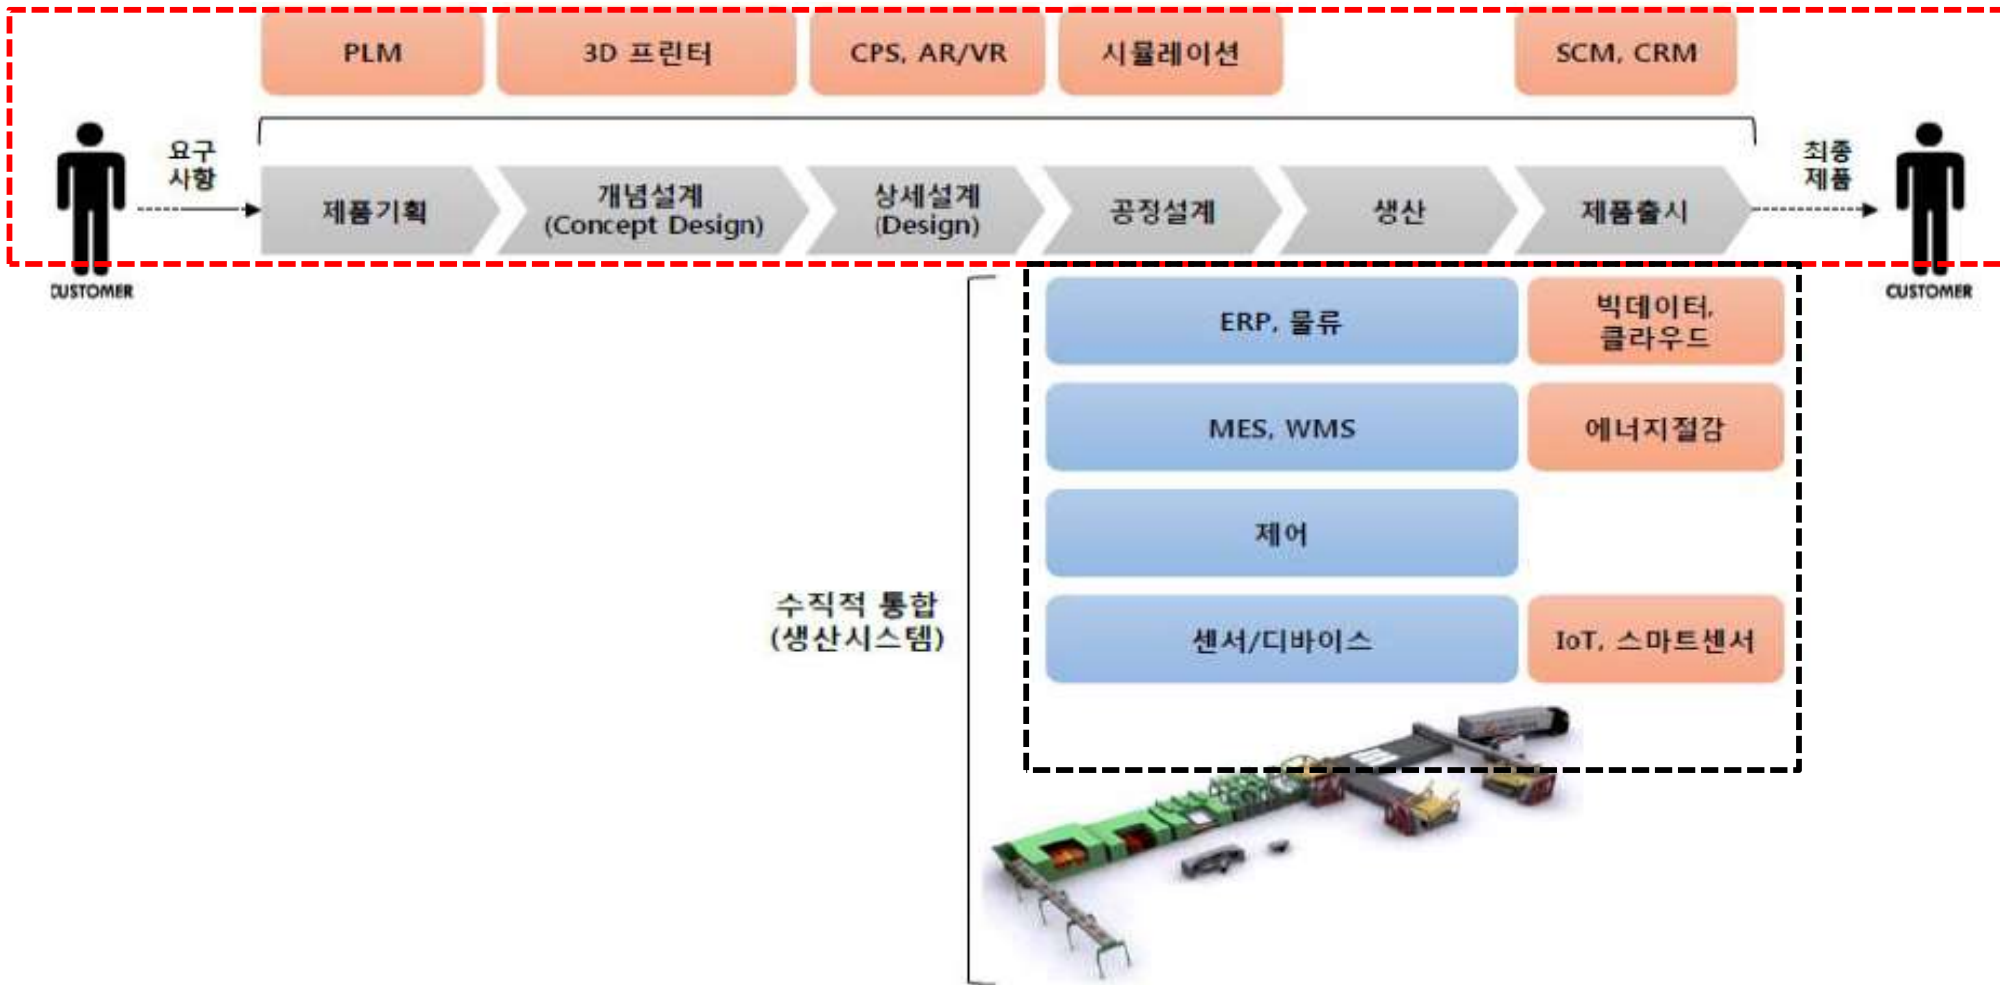 PLM
3D 프린터
CPS, AR/VR
시뮬레이션
SCM, CRM
요구
사항
최종
제품
제품기획
개념설계
(Concept Design)
상세설계
(Design)
공정설계
생산
제품출시
CUSTOMER
CUSTOMER
ERP, 물류
빅데이터,
클라우드
MES, WMS
에너지절감
제어
수직적 통합
(생산시스템)
센서/디바이스
IoT, 스마트센서